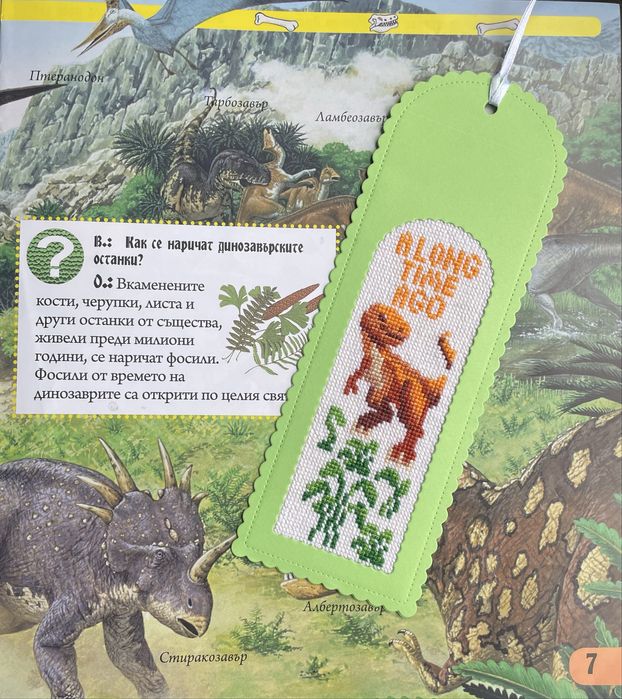 Птеранодон
Тарбозавър
Ламбеозавър
В.: Как се наричат динозавърските
останки?
О.: Вкаменените
кости, черупки, листа и
други останки от същества,
живели преди милиони
години, се наричат фосили.
Фосили от времето на
динозаврите са открити по целия
A LONG
TIME
AGO
Албертозавър
Стиракозавър
7